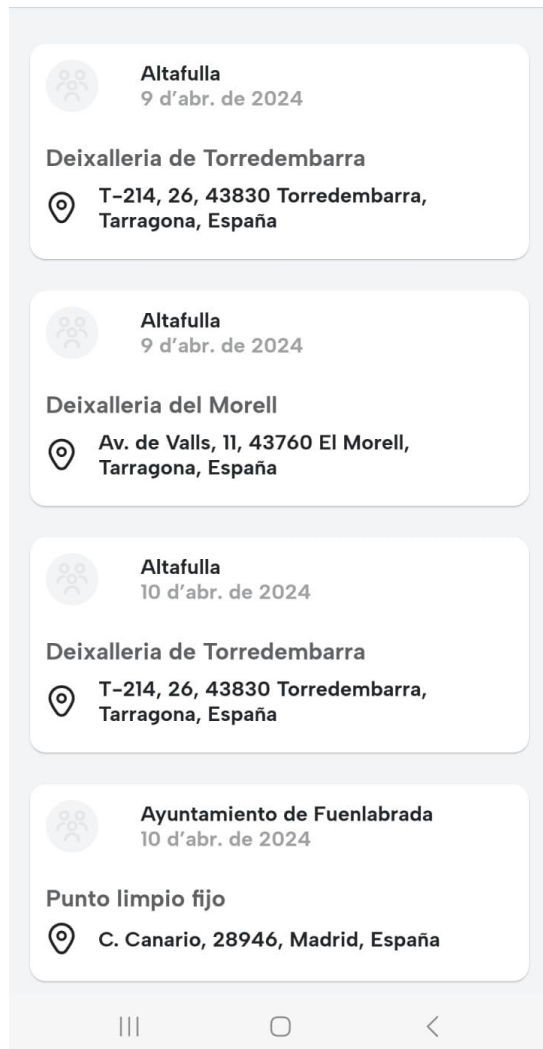 Altafulla
9 d’abr. de 2024
Deixalleria de Torredembarra
T-214, 26, 43830 Torredembarra,
Tarragona, España
Altafulla
9 d’abr. de 2024
Deixalleria del Morell
Av. de Valls, 11, 43760 El Morell,
Tarragona, España
Altafulla
10 d’abr. de 2024
Deixalleria de Torredembarra
T-214, 26, 43830 Torredembarra,
Tarragona, España
Ayuntamiento de Fuenlabrada
10 d’abr. de 2024
Punto limpio fijo
C. Canario, 28946, Madrid, España